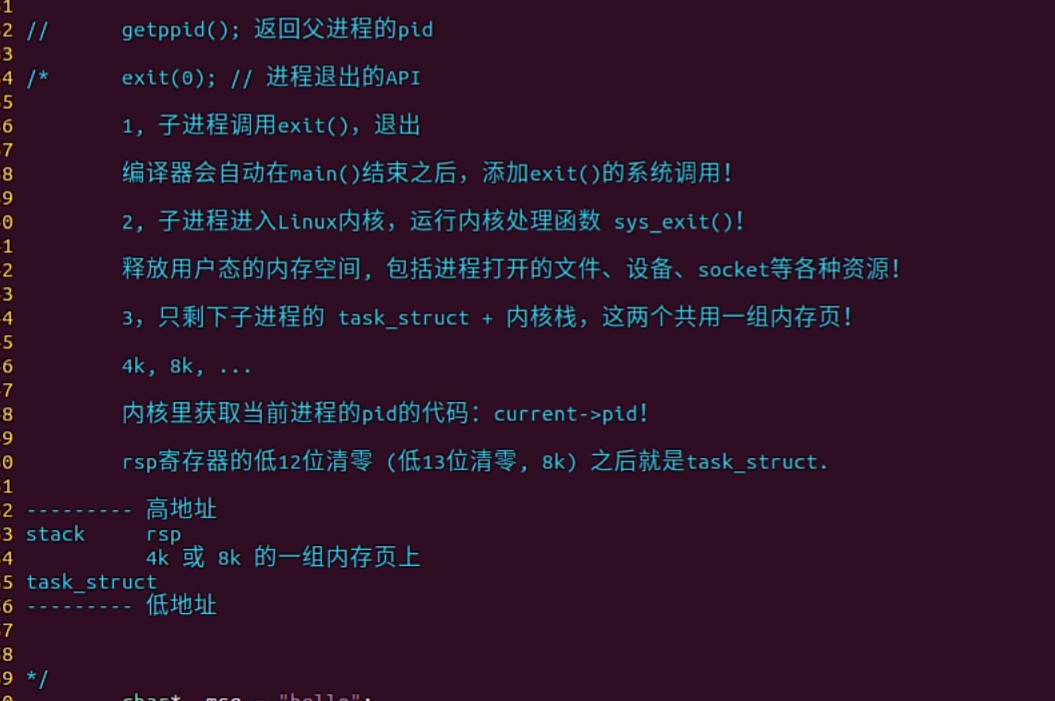 1
2 //      getppid(); 返回父进程的pid
3
4 /*      exit(0); // 进程退出的API
5
6         1, 子进程调用exit()，退出
7
8         编译器会自动在main()结束之后，添加exit()的系统调用！
9
0         2, 子进程进入Linux内核，运行内核处理函数 sys_exit()！
1
2         释放用户态的内存空间, 包括进程打开的文件、设备、socket等各种资源！
3
4         3, 只剩下子进程的 task_struct + 内核栈，这两个共用一组内存页！
5
6         4k, 8k, ...
7
8         内核里获取当前进程的pid的代码：current->pid！
9
0         rsp寄存器的低12位清零 (低13位清零, 8k) 之后就是task_struct.
1
2 --------- 高地址
3 stack     rsp
4           4k 或 8k 的一组内存页上
5 task_struct
6 --------- 低地址
7
8
9 */
0         char*  msg = "hello";